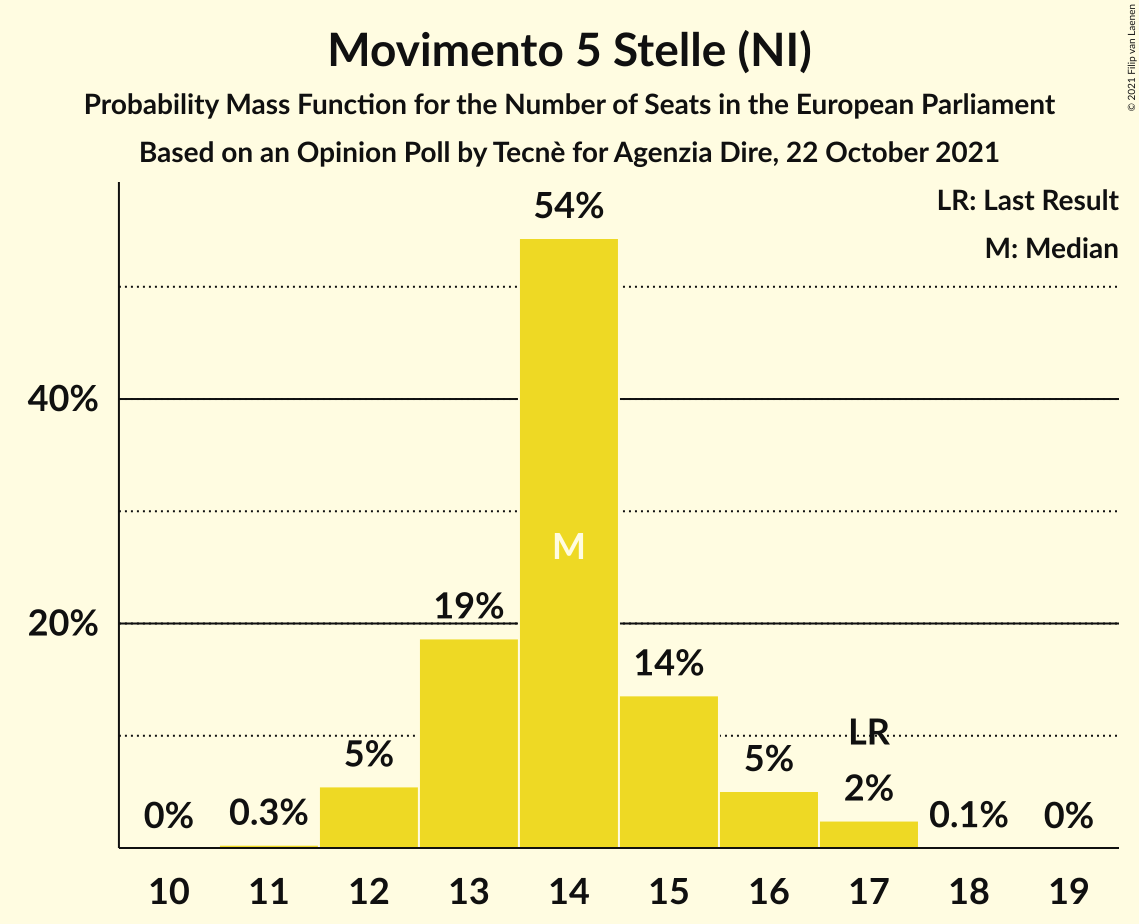 Movimento 5 Stelle (NI)
Probability Mass Function for the Number of Seats in the European Parliament
Based on an Opinion Poll by Tecnè for Agenzia Dire, 22 October 2021
© 2021 Filip van Laenen
LR: Last Result
M: Median
54%
40%
M
19%
20%
14%
LR
5%
5%
2%
0%
0.3%
0.1%
0%
10 11 12 13 14 15 16 17 18 19